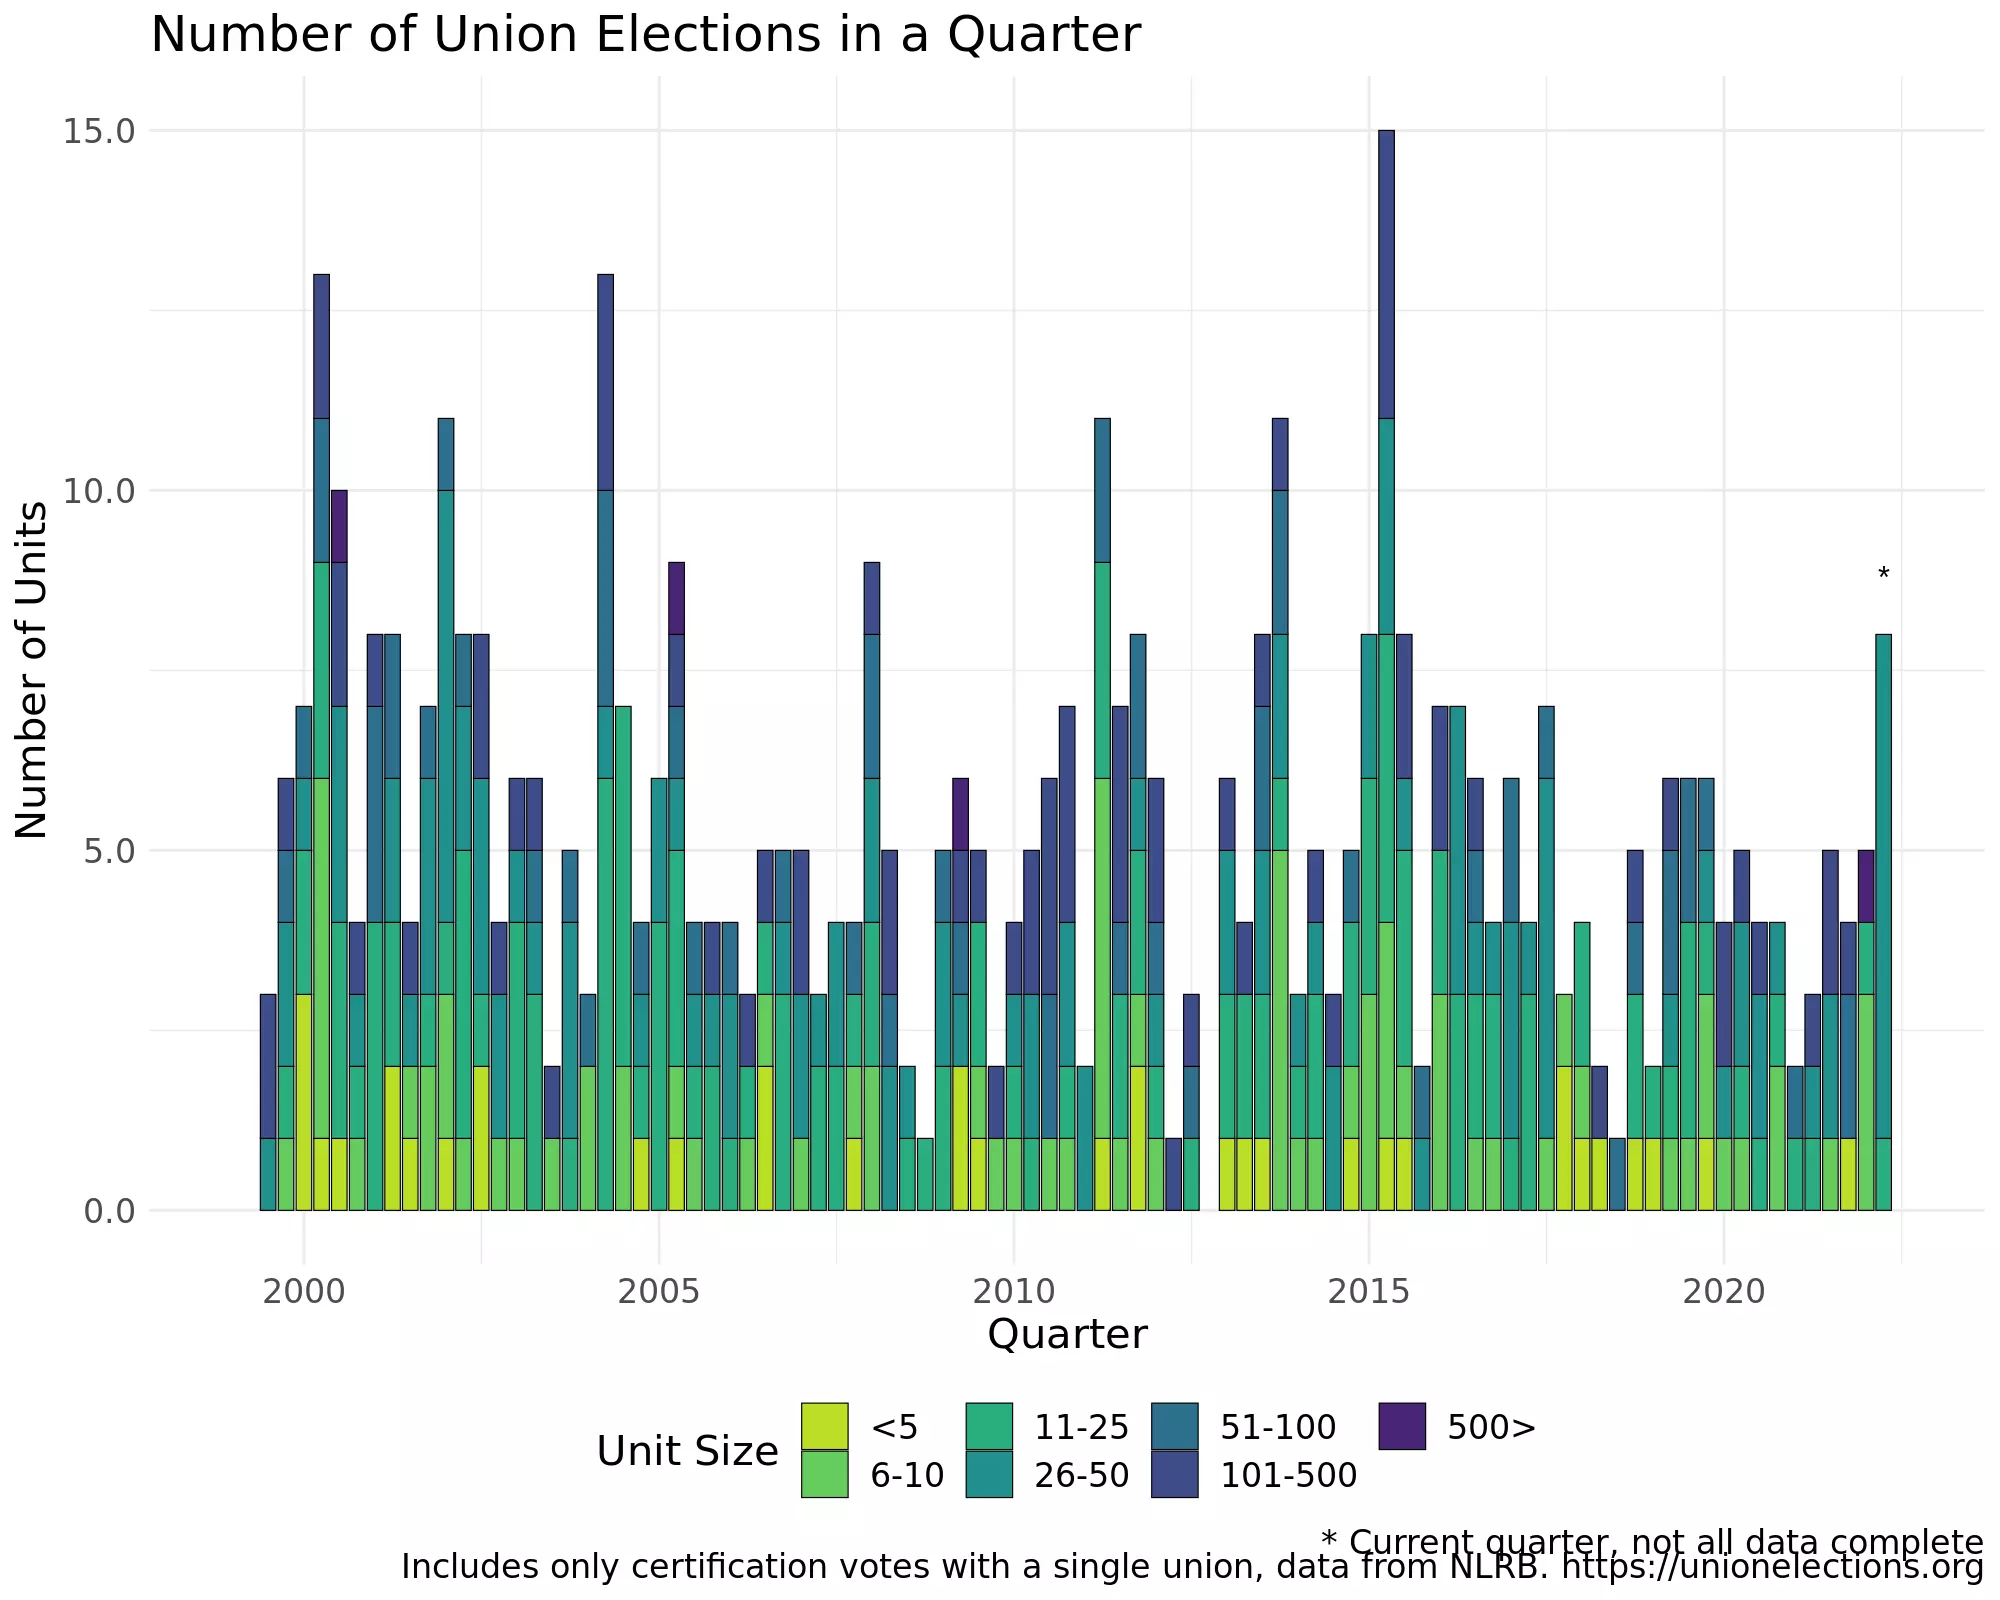 Number of Union Elections in a Quarter
Number of Units
15.0
10.0
5.0
0.0
*
2000 2005 2010 2015 2020
Quarter
Unit Size
<5 11-25 51-100 500>
6-10 26-50 101-500
* Current quarter, not all data complete
Includes only certification votes with a single union, data from NLRB. https://unionelections.org